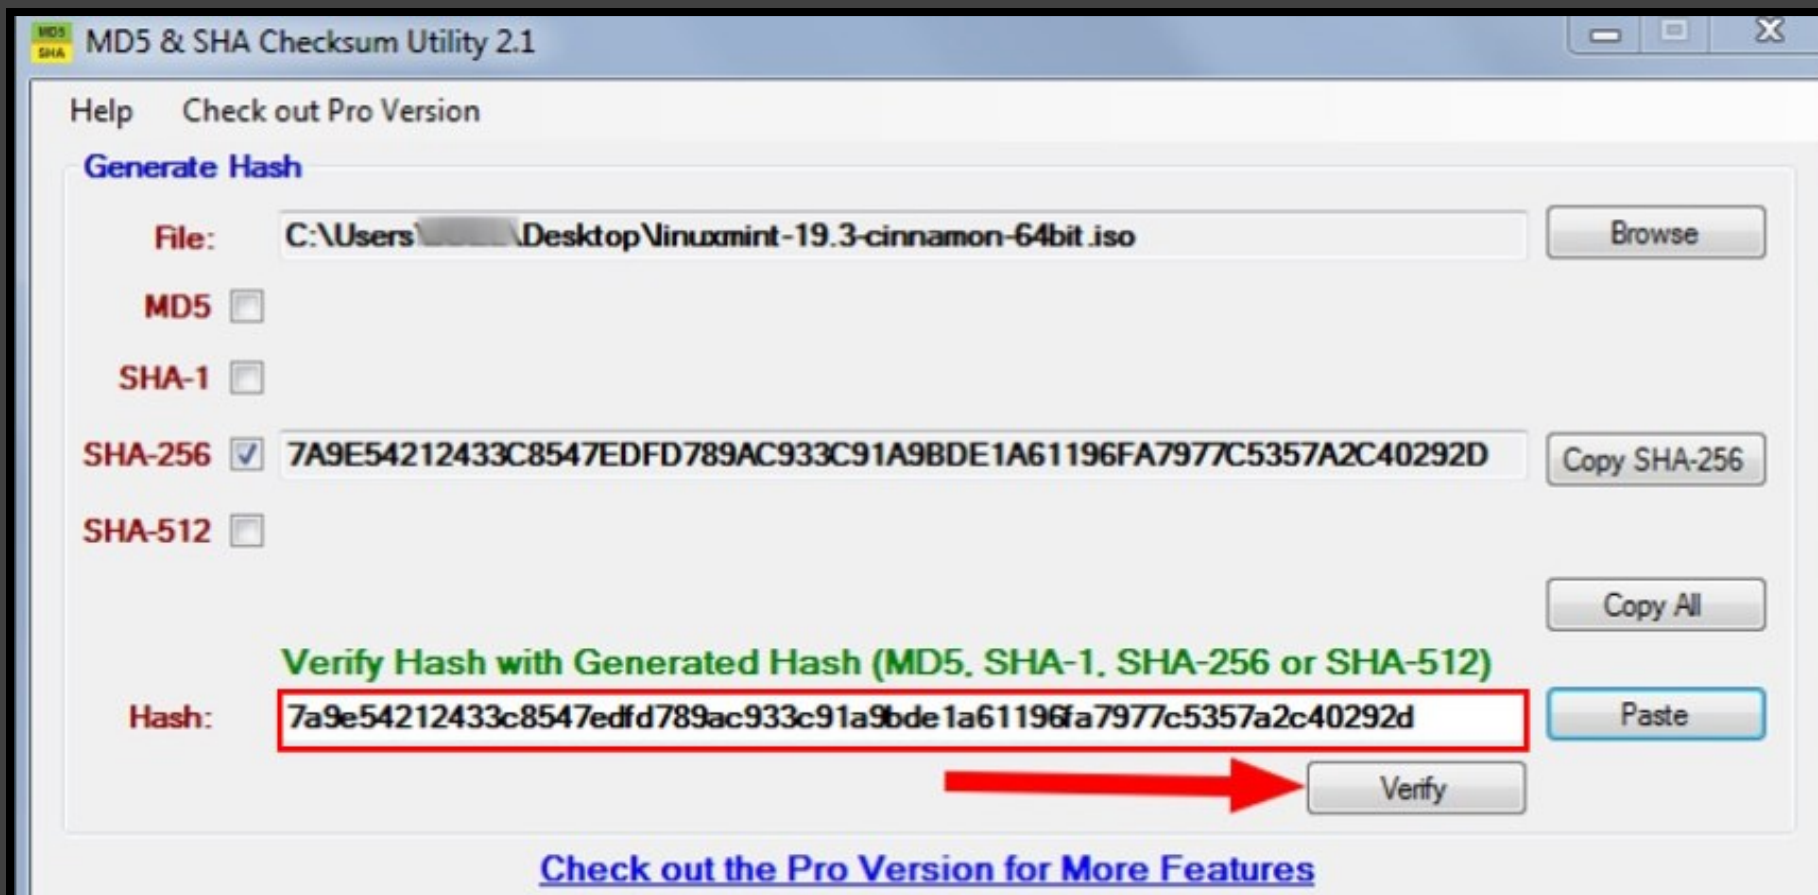 MD5
SHA
MD5 & SHA Checksum Utility 2.1
Help Check out Pro Version
Generate Hash
File: C:\Users\ \Desktop\linuxmint-19.3-cinnamon-64bit.iso Browse
MD5
SHA-1
SHA-256 7A9E54212433C8547EDFD789AC933C91A9BDE1A61196FA7977C5357A2C40292D Copy SHA-256
SHA-512
Copy All
Verify Hash with Generated Hash (MD5, SHA-1, SHA-256 or SHA-512)
Hash: 7a9e54212433c8547edfd789ac933c91a9bde1a61196fa7977c5357a2c40292d Paste
Verify
Check out the Pro Version for More Features